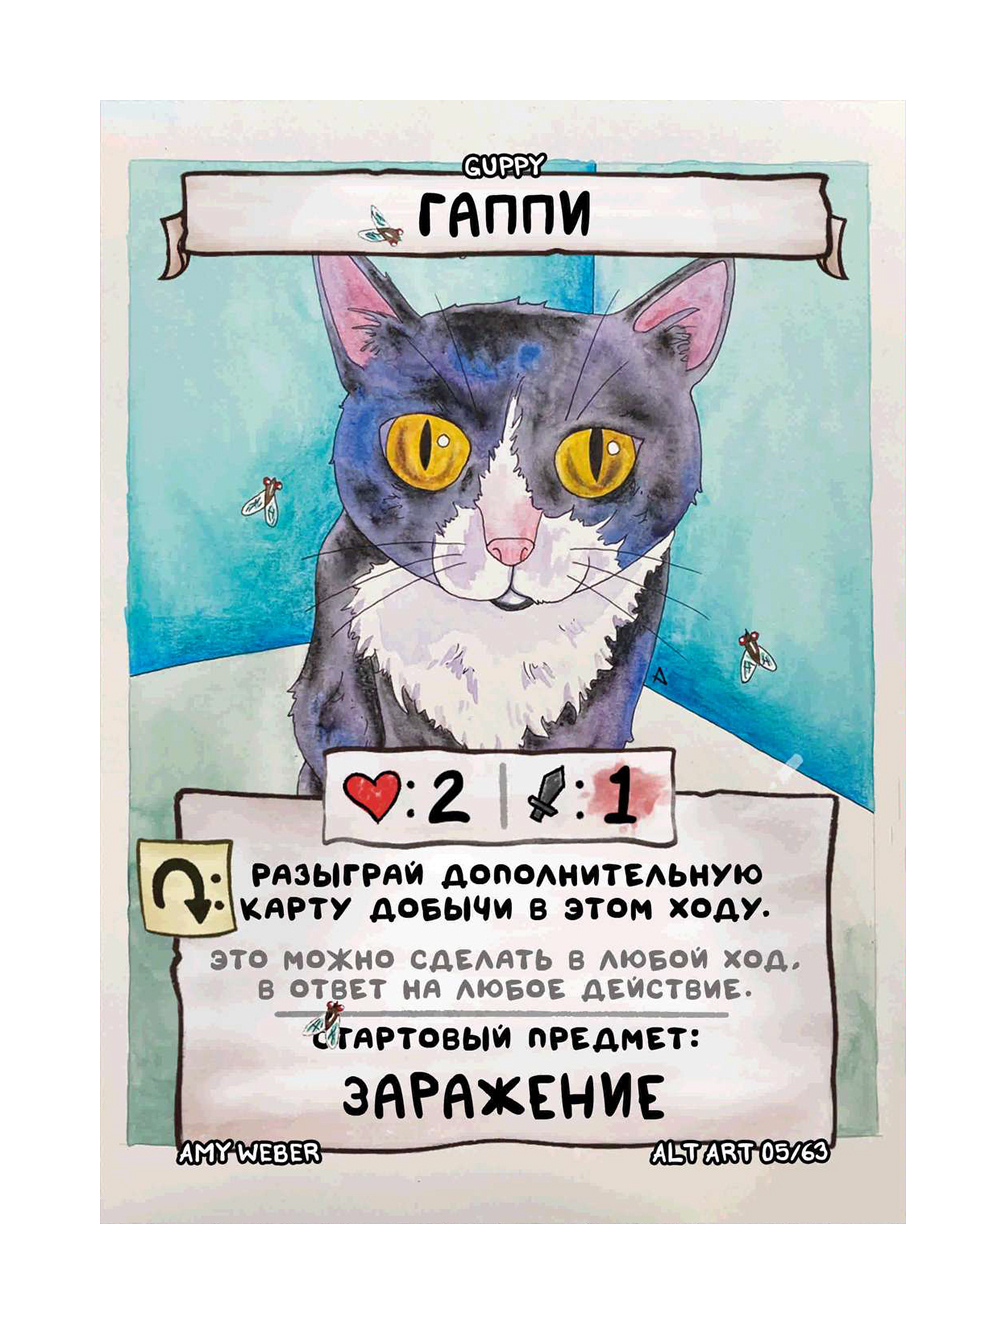 GUPPY
ГАППИ
:2 | :1
РАЗЫГРАЙ ДОПОЛНИТЕЛЬНУЮ
КАРТУ ДОБЫЧИ В ЭТОМ ХОДУ.
ЭТО МОЖНО СДЕЛАТЬ В ЛЮБОЙ ХОД,
В ОТВЕТ НА ЛЮБОЕ ДЕЙСТВИЕ.
СТАРТОВЫЙ ПРЕДМЕТ:
ЗАРАЖЕНИЕ
AMY WEBER
ALT ART 05/63